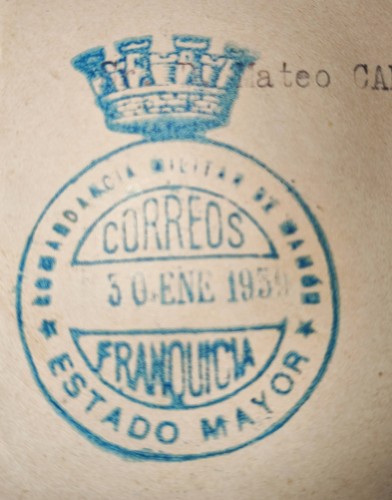 Mateo CA
COMANDANCIA MILITAR DE MAHÓN
CORREOS
30 ENE 1939
FRANQUICIA
★ ESTADO MAYOR ★